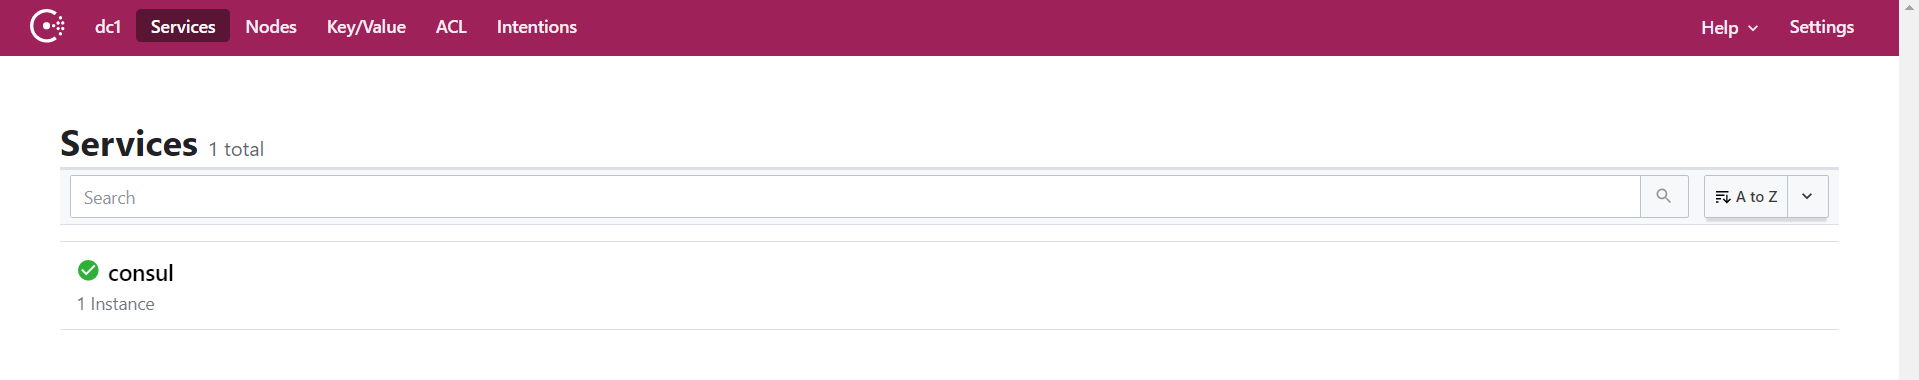 dc1 Services Nodes Key/Value ACL Intentions Help Settings
Services 1 total
Search A to Z
consul
1 Instance